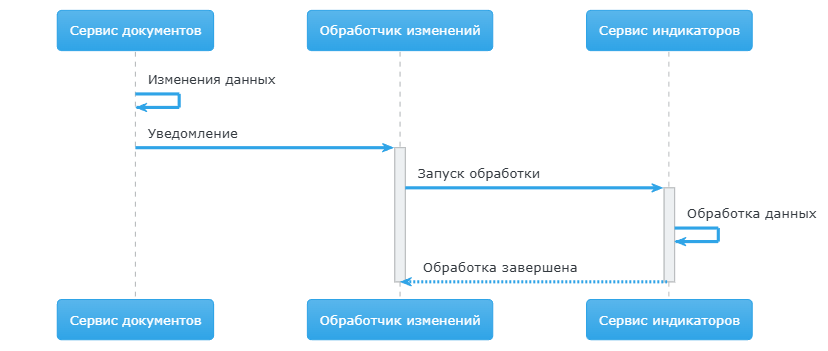 Сервис документов
Обработчик изменений
Сервис индикаторов
Изменения данных
Уведомление
Запуск обработки
Обработка данных
Обработка завершена
Сервис документов
Обработчик изменений
Сервис индикаторов